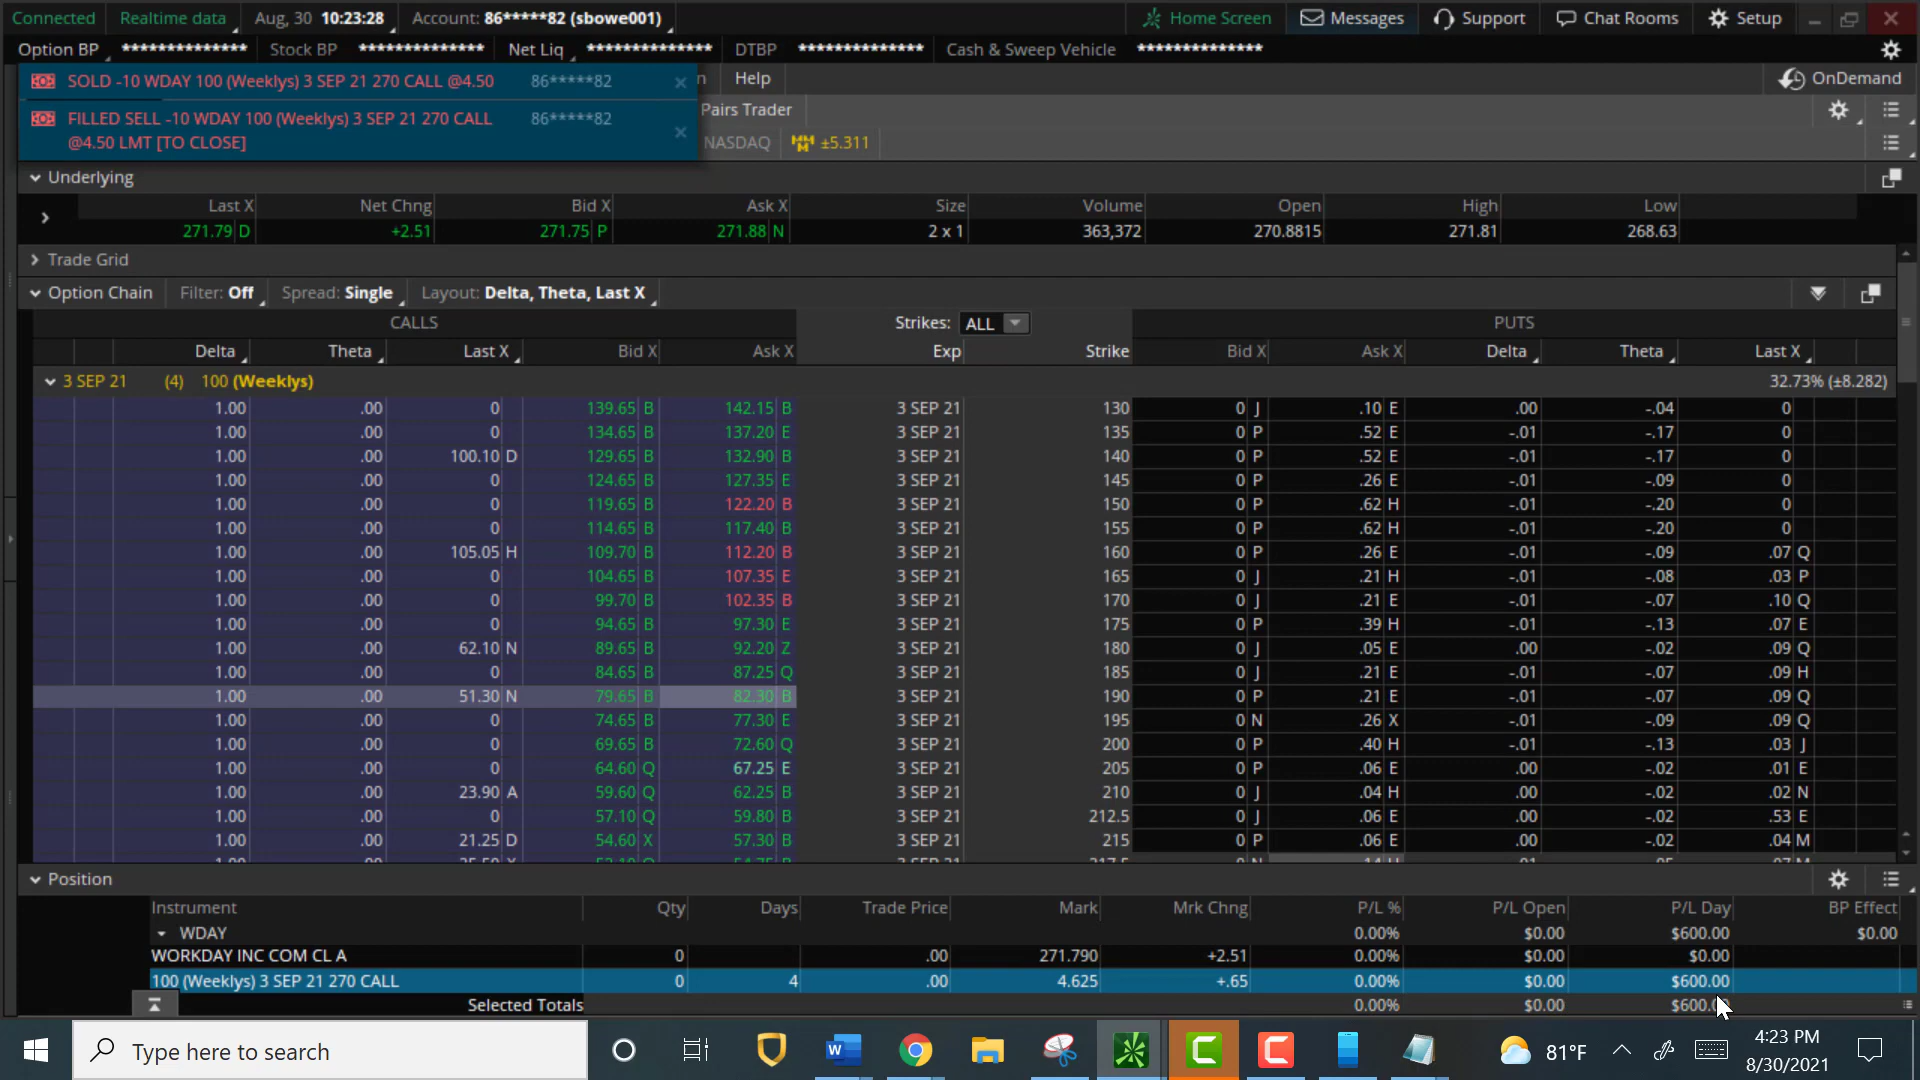 Connected Realtime data Aug, 30 10:23:28 Account: 86*****82 (sbowe001) Home Screen Messages Support Chat Rooms Setup
Option BP ************** Stock BP ************** Net Liq ************** DTBP ************** Cash & Sweep Vehicle **************
SOLD -10 WDAY 100 (Weeklys) 3 SEP 21 270 CALL @4.50 86*****82 Help OnDemand
FILLED SELL -10 WDAY 100 (Weeklys) 3 SEP 21 270 CALL 86*****82 Pairs Trader
@4.50 LMT [TO CLOSE] NASDAQ ±5.311
Underlying
Last X Net Chng Bid X Ask X Size Volume Open High Low
271.79 D +2.51 271.75 P 271.88 N 2 x 1 363,372 270.8815 271.81 268.63
Trade Grid
Option Chain Filter: Off Spread: Single Layout: Delta, Theta, Last X
CALLS Strikes: ALL PUTS
Delta Theta Last X Bid X Ask X Exp Strike Bid X Ask X Delta Theta Last X
3 SEP 21 (4) 100 (Weeklys) 32.73% (±8.282)
1.00 .00 0 139.65 B 142.15 B 3 SEP 21 130 0 J .10 E .00 -.04 0
1.00 .00 0 134.65 B 137.20 E 3 SEP 21 135 0 P .52 E -.01 -.17 0
1.00 .00 100.10 D 129.65 B 132.90 B 3 SEP 21 140 0 P .52 E -.01 -.17 0
1.00 .00 0 124.65 B 127.35 E 3 SEP 21 145 0 P .26 E -.01 -.09 0
1.00 .00 0 119.65 B 122.20 B 3 SEP 21 150 0 P .62 H -.01 -.20 0
1.00 .00 0 114.65 B 117.40 B 3 SEP 21 155 0 P .62 H -.01 -.20 0
1.00 .00 105.05 H 109.70 B 112.20 B 3 SEP 21 160 0 P .26 E -.01 -.09 .07 Q
1.00 .00 0 104.65 B 107.35 E 3 SEP 21 165 0 J .21 H -.01 -.08 .03 P
1.00 .00 0 99.70 B 102.35 B 3 SEP 21 170 0 J .21 E -.01 -.07 .10 Q
1.00 .00 0 94.65 B 97.30 E 3 SEP 21 175 0 P .39 H -.01 -.13 .07 E
1.00 .00 62.10 N 89.65 B 92.20 Z 3 SEP 21 180 0 J .05 E .00 -.02 .09 Q
1.00 .00 0 84.65 B 87.25 Q 3 SEP 21 185 0 J .21 E -.01 -.07 .09 H
1.00 .00 51.30 N 79.65 B 82.30 B 3 SEP 21 190 0 P .21 E -.01 -.07 .09 Q
1.00 .00 0 74.65 B 77.30 E 3 SEP 21 195 0 N .26 X -.01 -.09 .09 Q
1.00 .00 0 69.65 B 72.60 Q 3 SEP 21 200 0 P .40 H -.01 -.13 .03 J
1.00 .00 0 64.60 Q 67.25 E 3 SEP 21 205 0 P .06 E .00 -.02 .01 E
1.00 .00 23.90 A 59.60 Q 62.25 B 3 SEP 21 210 0 J .04 H .00 -.02 .02 N
1.00 .00 0 57.10 Q 59.80 B 3 SEP 21 212.5 0 J .06 E .00 -.02 .53 E
1.00 .00 21.25 D 54.60 X 57.30 B 3 SEP 21 215 0 P .06 E .00 -.02 .04 M
Position
Instrument Qty Days Trade Price Mark Mrk Chng P/L % P/L Open P/L Day BP Effect
WDAY 0.00% $0.00 $600.00 $0.00
WORKDAY INC COM CL A 0 .00 271.790 +2.51 0.00% $0.00 $0.00
100 (Weeklys) 3 SEP 21 270 CALL 0 4 .00 4.625 +.65 0.00% $0.00 $600.00
Selected Totals 0.00% $0.00
Type here to search 81°F 4:23 PM
8/30/2021